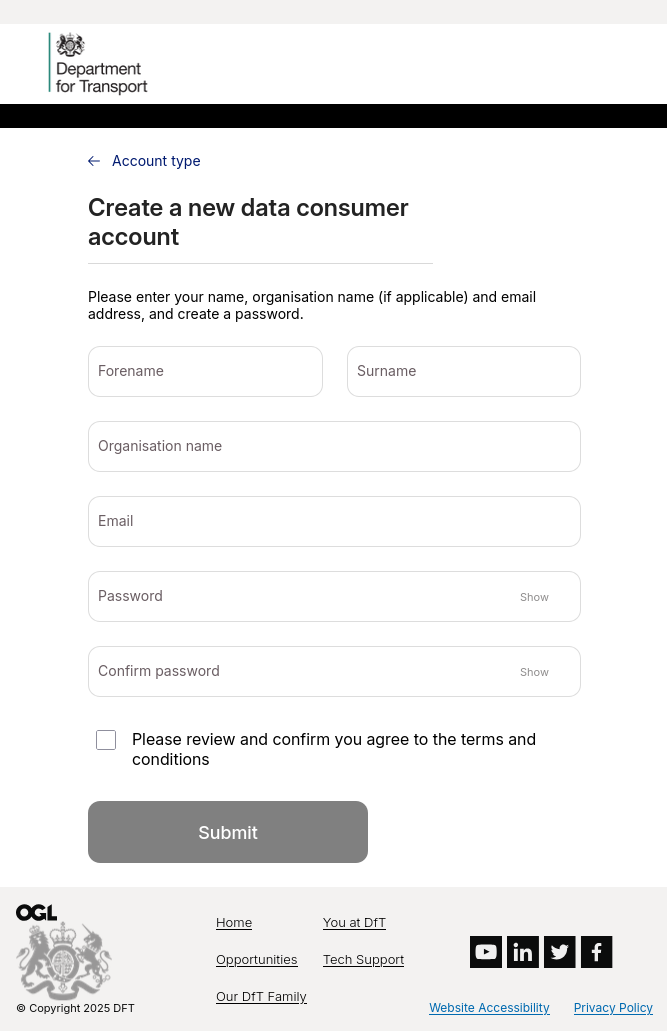 Department
for Transport
Account type
Create a new data consumer
account
Please enter your name, organisation name (if applicable) and email
address, and create a password.
Forename
Surname
Organisation name
Email
Password
Show
Confirm password
Show
Please review and confirm you agree to the terms and
conditions
Submit
OGL
© Copyright 2025 DFT
Home
You at DfT
Opportunities
Tech Support
Our DfT Family
Website Accessibility
Privacy Policy